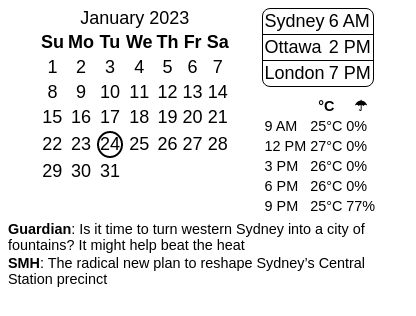 January 2023
Su Mo Tu We Th Fr Sa
1 2 3 4 5 6 7
8 9 10 11 12 13 14
15 16 17 18 19 20 21
22 23 24 25 26 27 28
29 30 31
Sydney 6 AM
Ottawa 2 PM
London 7 PM
°C ☂
9 AM 25°C 0%
12 PM 27°C 0%
3 PM 26°C 0%
6 PM 26°C 0%
9 PM 25°C 77%
Guardian: Is it time to turn western Sydney into a city of
fountains? It might help beat the heat
SMH: The radical new plan to reshape Sydney’s Central
Station precinct